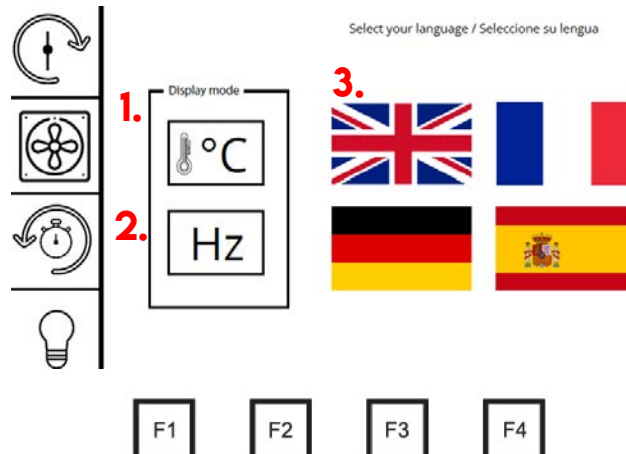 Select your language / Seleccione su lengua
Display mode
1.
°C
2.
Hz
3.
F1
F2
F3
F4